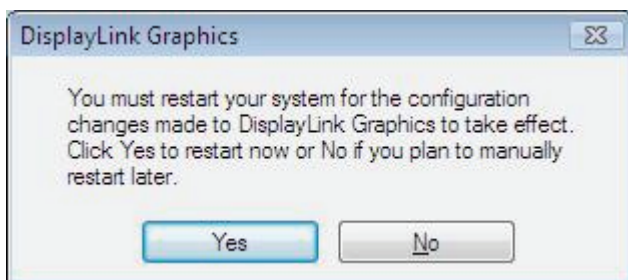 DisplayLink Graphics
You must restart your system for the configuration
changes made to DisplayLink Graphics to take effect.
Click Yes to restart now or No if you plan to manually
restart later.
Yes
No